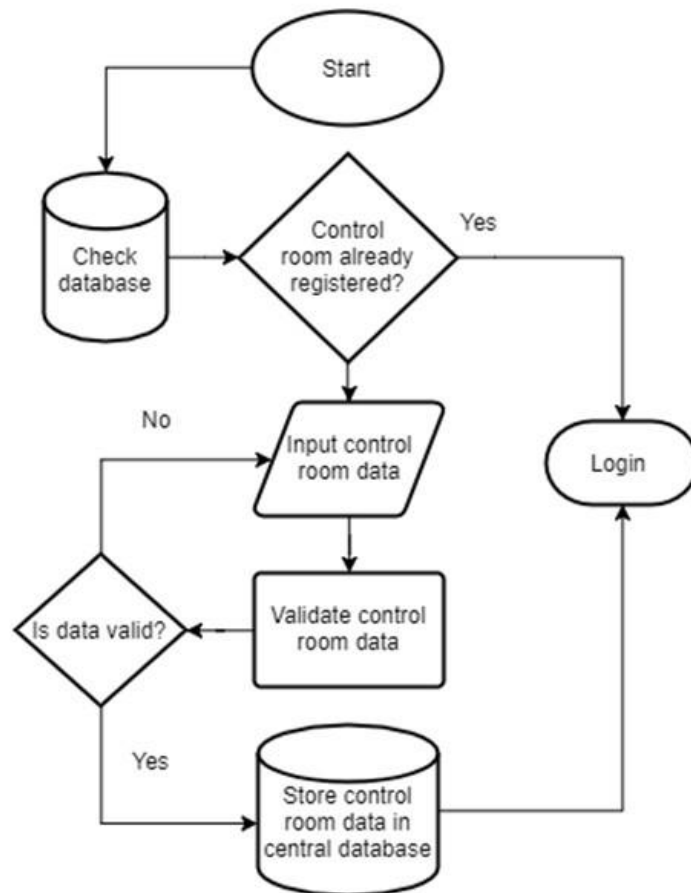 Start
Check
database
Control
room already
registered?
Yes
No
Input control
room data
Login
Is data valid?
Validate control
room data
Yes
Store control
room data in
central database